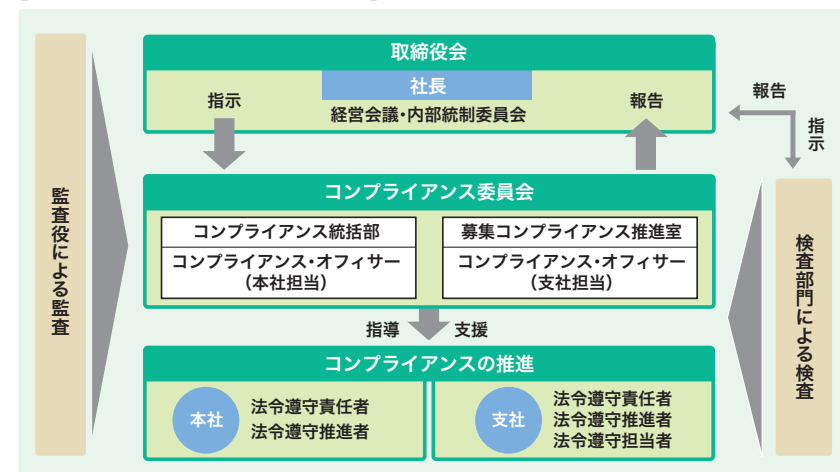 取締役会
社長
経営会議・内部統制委員会
指示
報告
報告
指示
コンプライアンス委員会
コンプライアンス統括部
コンプライアンス・オフィサー
（本社担当）
募集コンプライアンス推進室
コンプライアンス・オフィサー
（支社担当）
指導
支援
コンプライアンスの推進
本社
法令遵守責任者
法令遵守推進者
支社
法令遵守責任者
法令遵守推進者
法令遵守担当者
監査役による監査
検査部門による検査